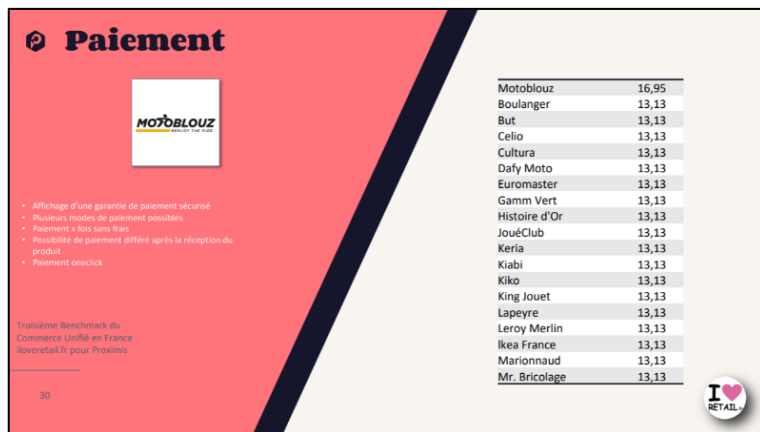 Paiement
MOTOBLOUZ
#ENJOY THE RIDE
• Affichage d'une garantie de paiement sécurisé
• Plusieurs modes de paiement possibles
• Paiement x fois sans frais
• Possibilité de paiement différé après la réception du
produit
• Paiement oneclick
Troisième Benchmark du
Commerce Unifié en France
iloveretail.fr pour Proximis
30
Motoblouz 16,95
Boulanger 13,13
But 13,13
Celio 13,13
Cultura 13,13
Dafy Moto 13,13
Euromaster 13,13
Gamm Vert 13,13
Histoire d'Or 13,13
JouéClub 13,13
Keria 13,13
Kiabi 13,13
Kiko 13,13
King Jouet 13,13
Lapeyre 13,13
Leroy Merlin 13,13
Ikea France 13,13
Marionnaud 13,13
Mr. Bricolage 13,13
I
RETAIL